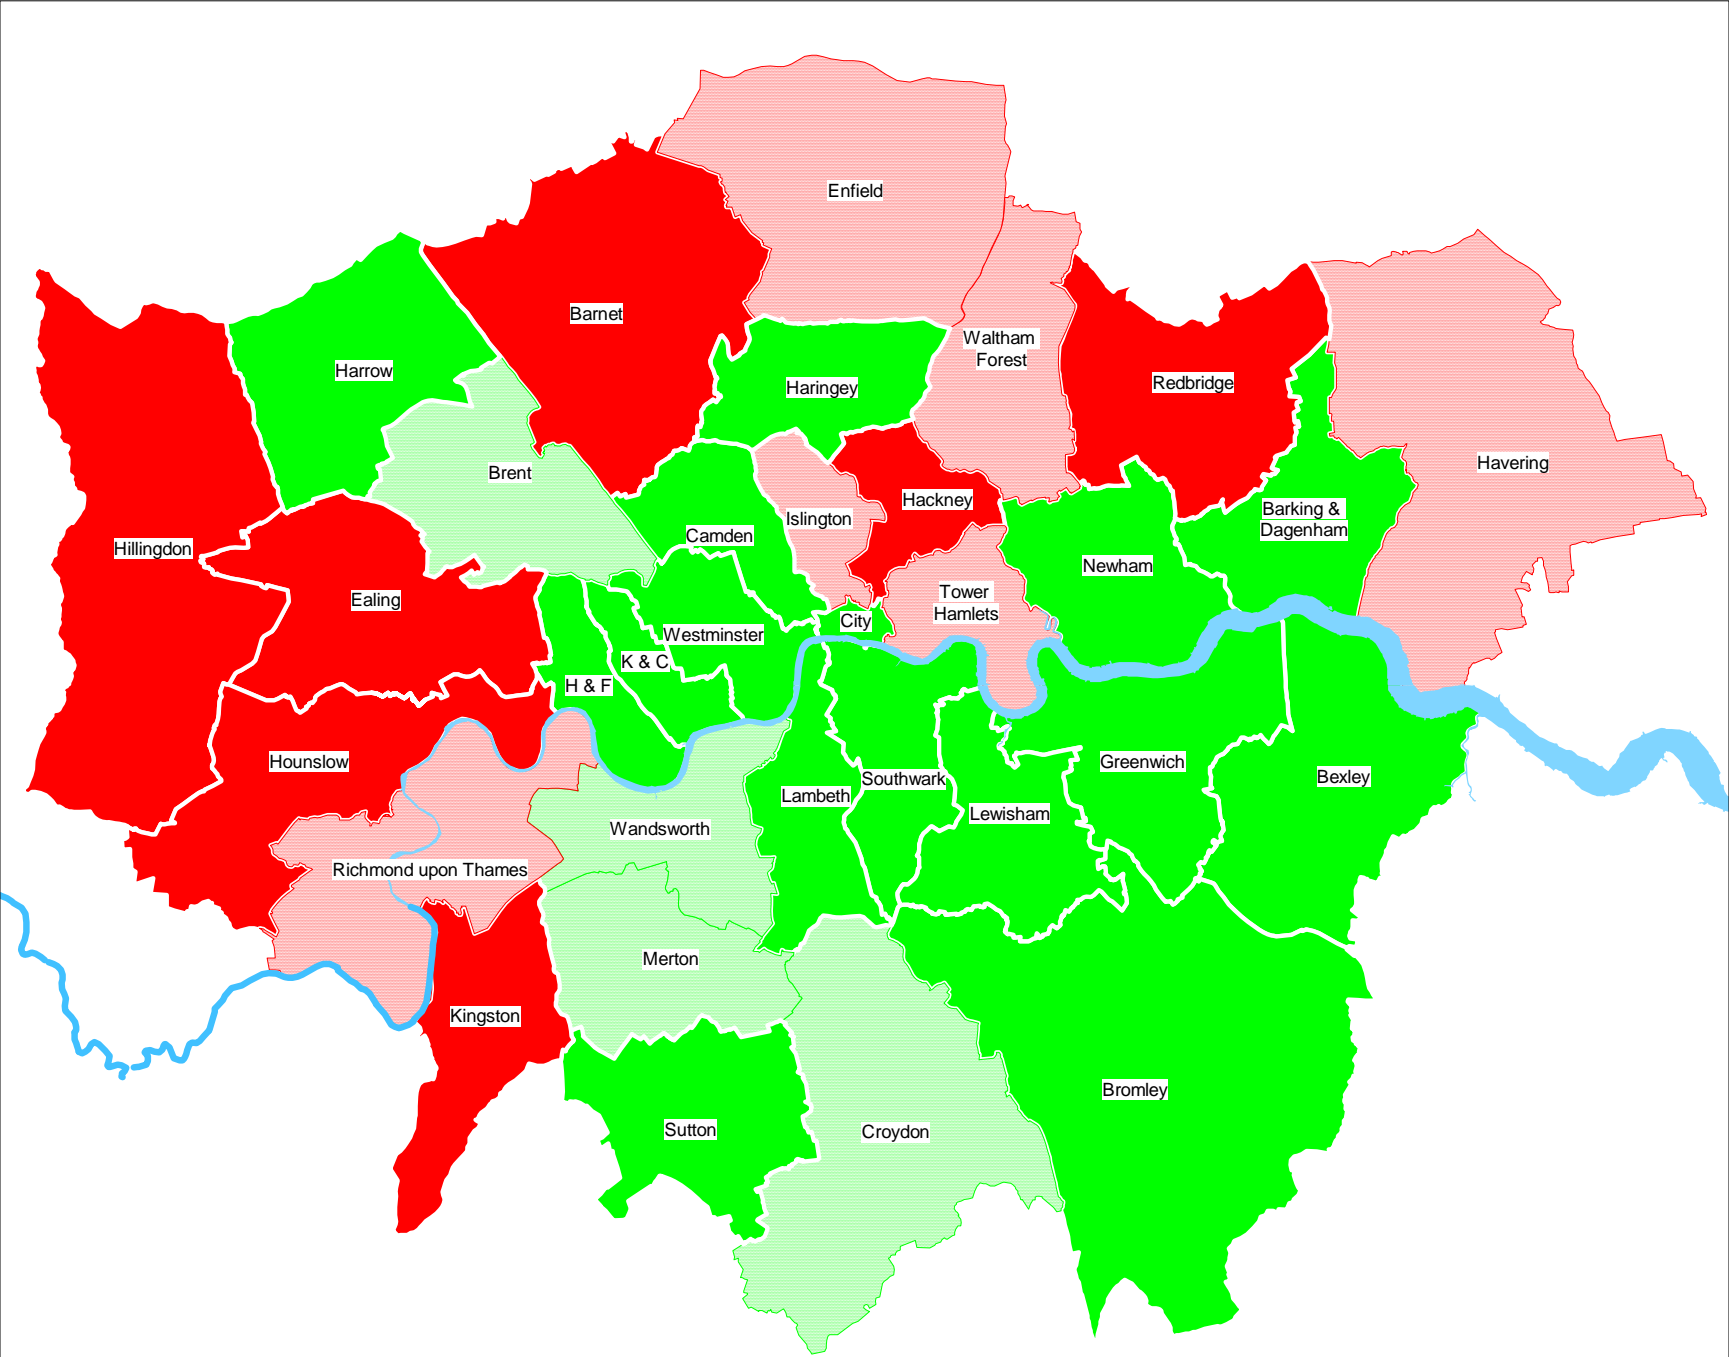 Enfield
Barnet
Waltham
Forest
Harrow
Haringey
Redbridge
Havering
Brent
Hackney
Islington
Barking &
Dagenham
Camden
Hillingdon
Newham
Ealing
Tower
Hamlets
City
Westminster
K & C
H & F
Hounslow
Greenwich
Bexley
Southwark
Lambeth
Lewisham
Wandsworth
Richmond upon Thames
Merton
Kingston
Bromley
Sutton
Croydon